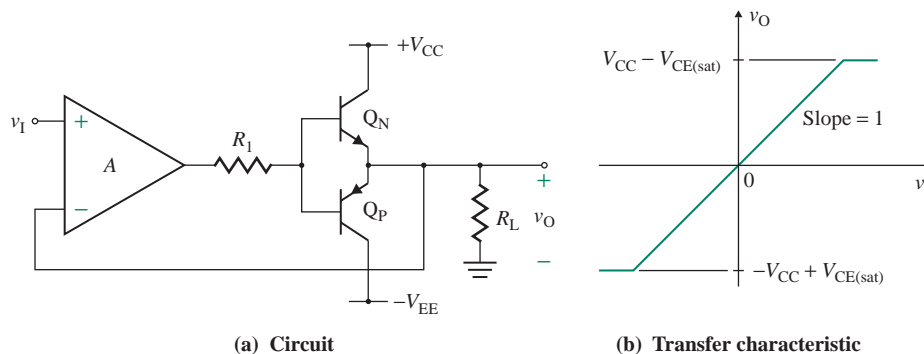 +V_CC
v_I
+
A
−
R_1
Q_N
Q_P
R_L
+
v_O
−
−V_EE
(a) Circuit
v_O
V_CC − V_CE(sat)
Slope = 1
0
v
−V_CC + V_CE(sat)
(b) Transfer characteristic